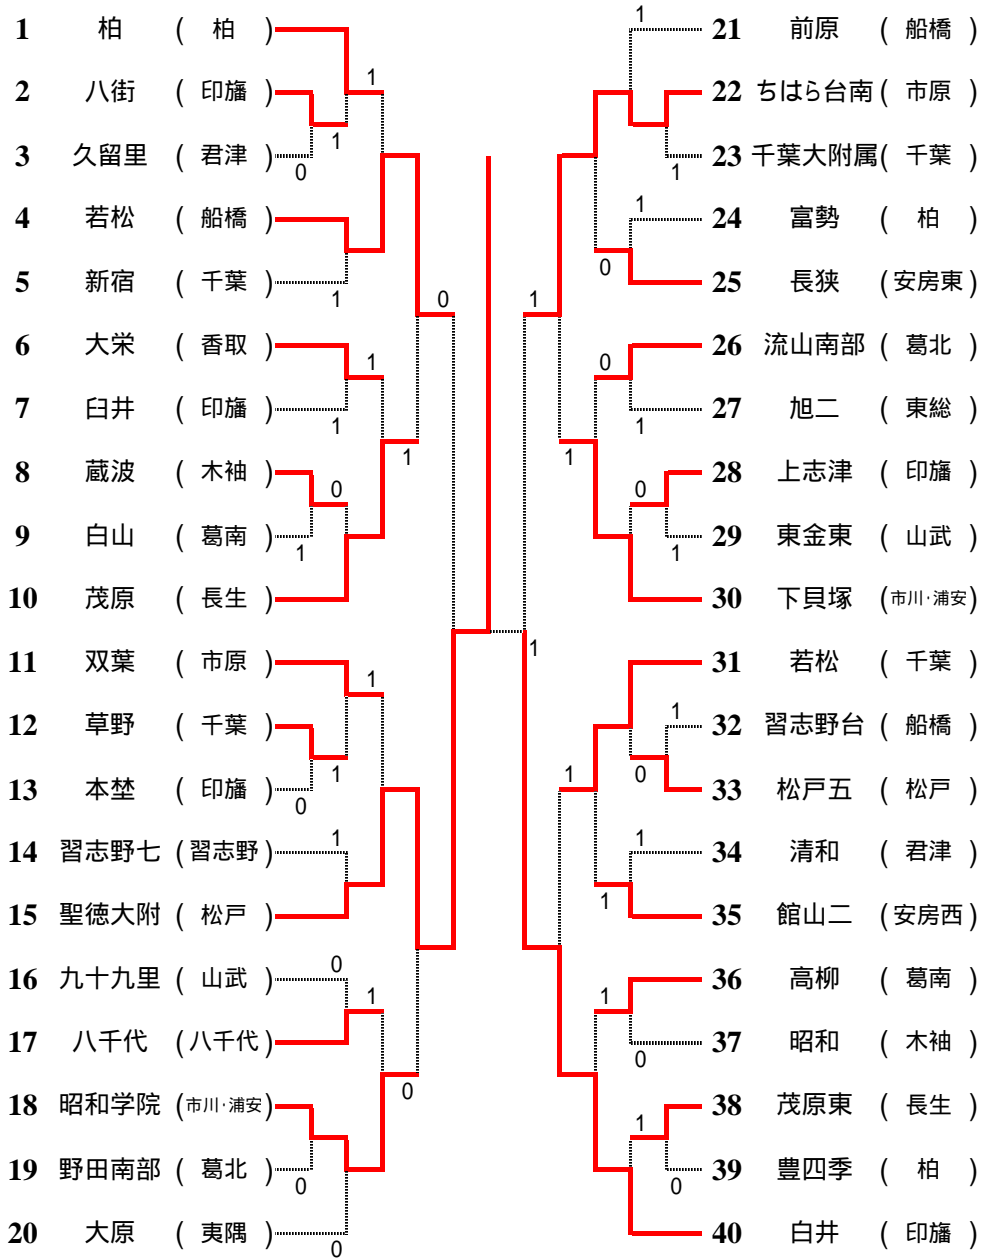 1 柏 ( 柏 )
1
2 八街 ( 印旛 )
1
3 久留里 ( 君津 )
0
4 若松 ( 船橋 )
5 新宿 ( 千葉 )
1
0
6 大栄 ( 香取 )
1
7 臼井 ( 印旛 )
1
1
8 蔵波 ( 木袖 )
0
9 白山 ( 葛南 )
1
10 茂原 ( 長生 )
11 双葉 ( 市原 )
1
12 草野 ( 千葉 )
1
13 本埜 ( 印旛 )
0
14 習志野七 ( 習志野 )
1
15 聖徳大附 ( 松戸 )
16 九十九里 ( 山武 )
0
1
17 八千代 ( 八千代 )
0
18 昭和学院 ( 市川・浦安 )
19 野田南部 ( 葛北 )
0
20 大原 ( 夷隅 )
0
1
21 前原 ( 船橋 )
22 ちはら台南 ( 市原 )
23 千葉大附属 ( 千葉 )
1
1
24 富勢 ( 柏 )
0
25 長狭 ( 安房東 )
1
26 流山南部 ( 葛北 )
0
27 旭二 ( 東総 )
1
1
28 上志津 ( 印旛 )
0
29 東金東 ( 山武 )
1
30 下貝塚 ( 市川・浦安 )
1
31 若松 ( 千葉 )
1
32 習志野台 ( 船橋 )
0
1
33 松戸五 ( 松戸 )
1
34 清和 ( 君津 )
1
35 館山二 ( 安房西 )
36 高柳 ( 葛南 )
1
37 昭和 ( 木袖 )
0
38 茂原東 ( 長生 )
1
39 豊四季 ( 柏 )
0
40 白井 ( 印旛 )